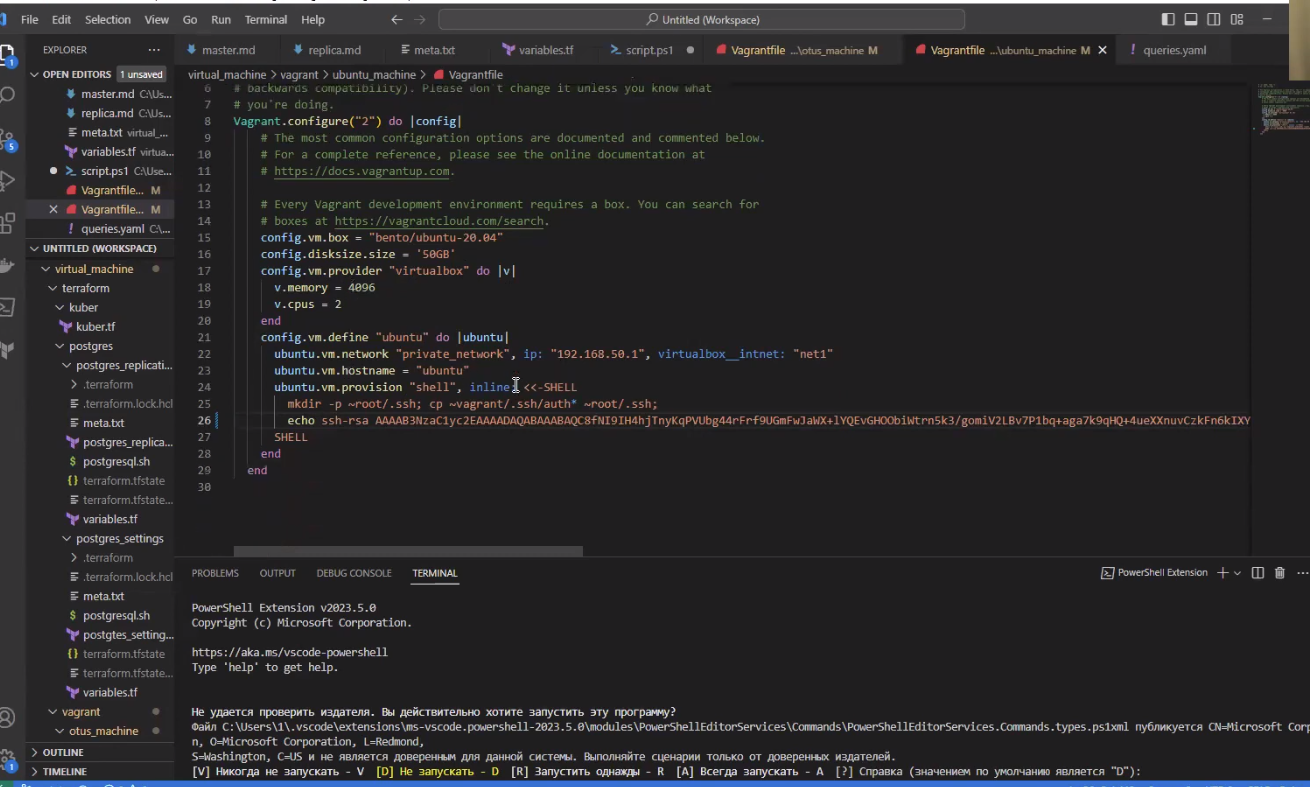 File Edit Selection View Go Run Terminal Help
Untitled (Workspace)
EXPLORER
master.md
replica.md
meta.txt
variables.tf
script.ps1
Vagrantfile ...\otus_machine M
Vagrantfile ...\ubuntu_machine M
queries.yaml
OPEN EDITORS 1 unsaved
master.md C:\Us...
replica.md C:\Us...
meta.txt virtual_...
variables.tf virtua...
script.ps1 C:\Use...
Vagrantfile... M
Vagrantfile... M
queries.yaml C:\...
UNTITLED (WORKSPACE)
virtual_machine
terraform
kuber
kuber.tf
postgres
postgres_replicati...
.terraform
.terraform.lock.hcl
meta.txt
postgres_replica...
postgresql.sh
terraform.tfstate
terraform.tfstate...
variables.tf
postgres_settings
.terraform
.terraform.lock.hcl
meta.txt
postgresql.sh
postgtes_setting...
terraform.tfstate
terraform.tfstate...
variables.tf
vagrant
otus_machine
OUTLINE
TIMELINE
virtual_machine > vagrant > ubuntu_machine > Vagrantfile
6 # backwards compatibility). Please don't change it unless you know what
7 # you're doing.
8 Vagrant.configure("2") do |config|
9 # The most common configuration options are documented and commented below.
10 # For a complete reference, please see the online documentation at
11 # https://docs.vagrantup.com.
12
13 # Every Vagrant development environment requires a box. You can search for
14 # boxes at https://vagrantcloud.com/search.
15 config.vm.box = "bento/ubuntu-20.04"
16 config.disksize.size = '50GB'
17 config.vm.provider "virtualbox" do |v|
18 v.memory = 4096
19 v.cpus = 2
20 end
21 config.vm.define "ubuntu" do |ubuntu|
22 ubuntu.vm.network "private_network", ip: "192.168.50.1", virtualbox__intnet: "net1"
23 ubuntu.vm.hostname = "ubuntu"
24 ubuntu.vm.provision "shell", inline: <<-SHELL
25 mkdir -p ~root/.ssh; cp ~vagrant/.ssh/auth* ~root/.ssh;
26 echo ssh-rsa AAAAB3NzaC1yc2EAAAADAQABAAABAQC8fNI9IH4hjTnyKqPVUbg44rFrf9UGmFwJaWX+lYQEvGHOObiWtrn5k3/gomiV2LBv7P1bq+aga7k9qHQ+4ueXXnuvCzkFn6kIXY
27 SHELL
28 end
29 end
30
PROBLEMS OUTPUT DEBUG CONSOLE TERMINAL
PowerShell Extension
PowerShell Extension v2023.5.0
Copyright (c) Microsoft Corporation.
https://aka.ms/vscode-powershell
Type 'help' to get help.
Не удается проверить издателя. Вы действительно хотите запустить эту программу?
Файл C:\Users\1\.vscode\extensions\ms-vscode.powershell-2023.5.0\modules\PowerShellEditorServices\Commands\PowerShellEditorServices.Commands.types.ps1xml публикуется CN=Microsoft Corp
n, O=Microsoft Corporation, L=Redmond,
S=Washington, C=US и не является доверенным для данной системы. Выполняйте сценарии только от доверенных издателей.
[V] Никогда не запускать - V [D] Не запускать - D [R] Запустить однажды - R [A] Всегда запускать - A [?] Справка (значением по умолчанию является "D"):